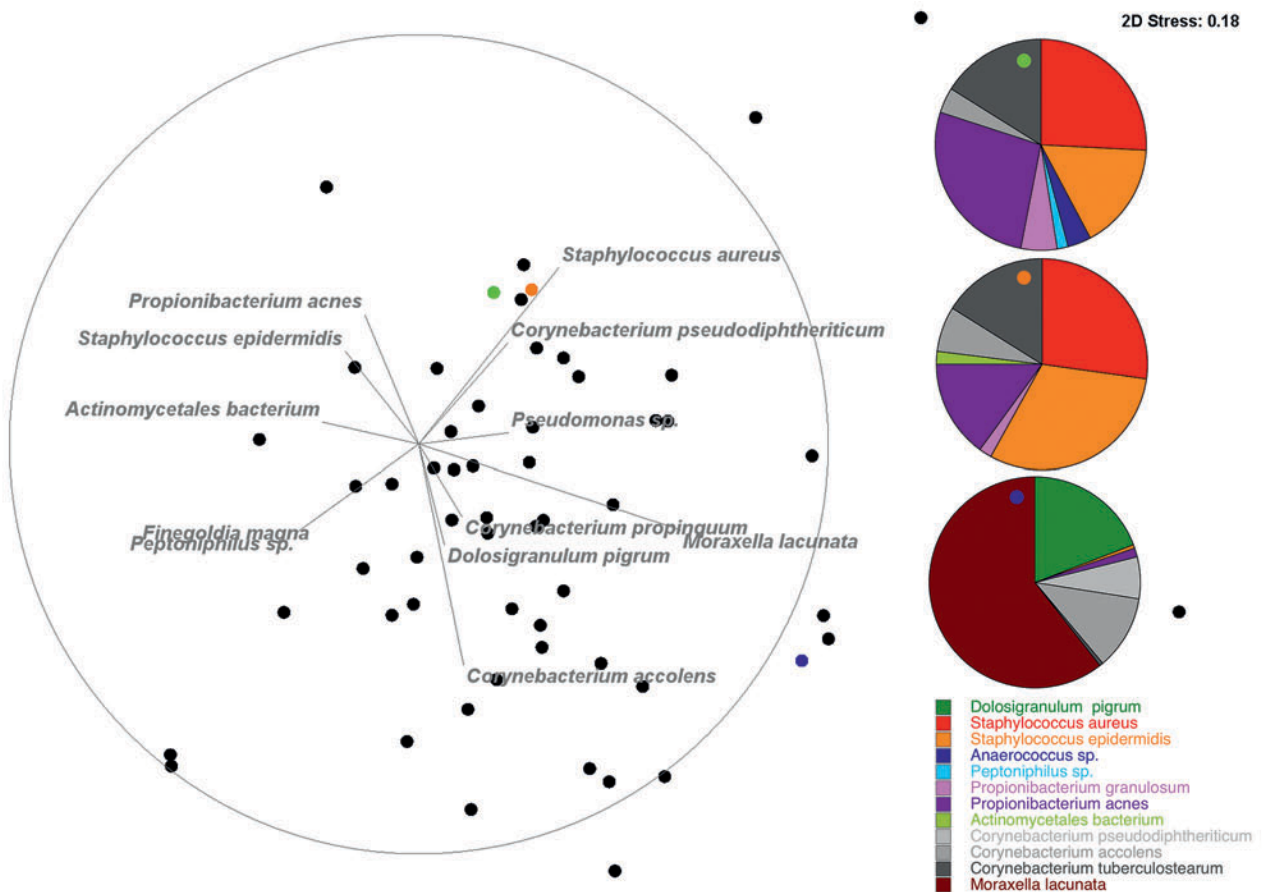 2D Stress: 0.18
Staphylococcus aureus
Propionibacterium acnes
Corynebacterium pseudodiphtheriticum
Staphylococcus epidermidis
Actinomycetales bacterium
Pseudomonas sp.
Corynebacterium propinquum
Finegoldia magna
Peptoniphilus sp.
Moraxella lacunata
Dolosigranulum pigrum
Corynebacterium accolens
Dolosigranulum pigrum
Staphylococcus aureus
Staphylococcus epidermidis
Anaerococcus sp.
Peptoniphilus sp.
Propionibacterium granulosum
Propionibacterium acnes
Actinomycetales bacterium
Corynebacterium pseudodiphtheriticum
Corynebacterium accolens
Corynebacterium tuberculostearum
Moraxella lacunata